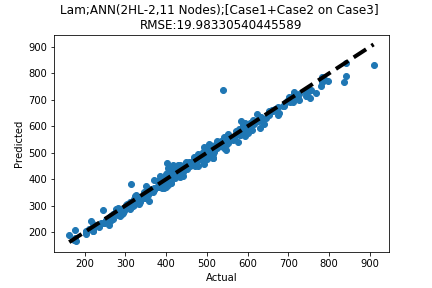 Lam;ANN(2HL-2,11 Nodes);[Case1+Case2 on Case3]
RMSE:19.98330540445589
900
800
700
600
500
400
300
200
Predicted
200 300 400 500 600 700 800 900
Actual